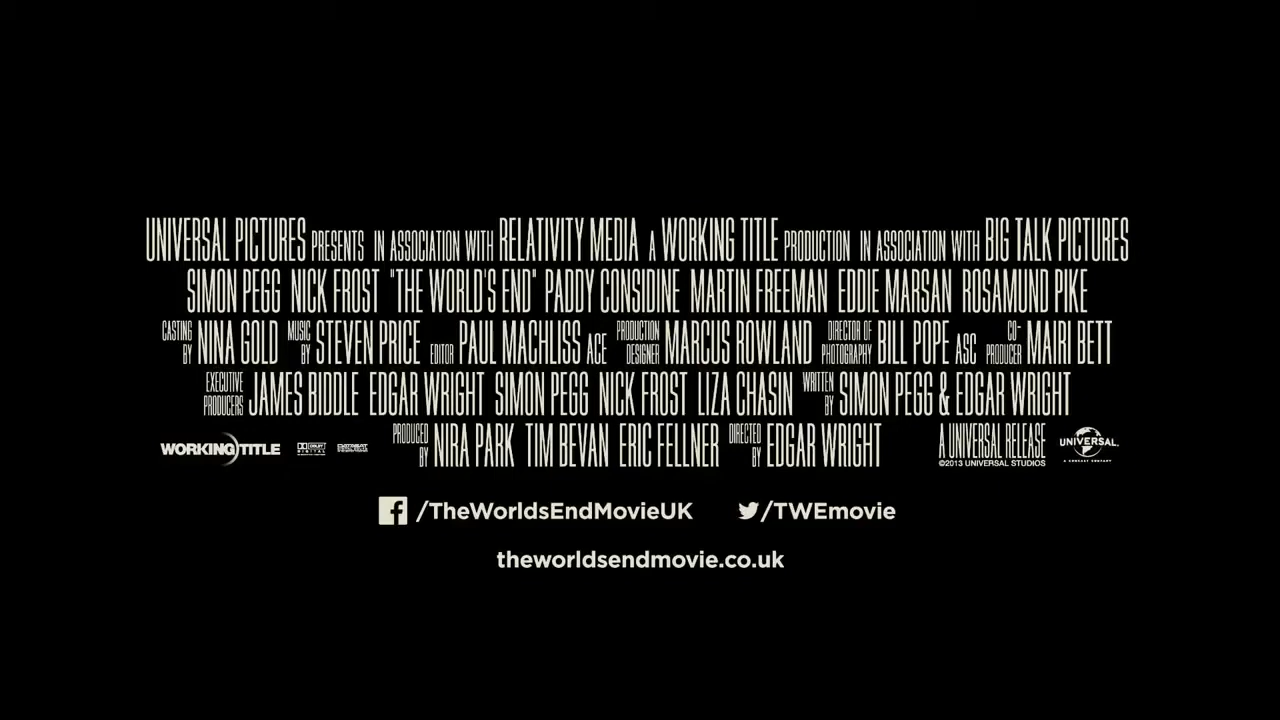 UNIVERSAL PICTURES PRESENTS IN ASSOCIATION WITH RELATIVITY MEDIA A WORKING TITLE PRODUCTION IN ASSOCIATION WITH BIG TALK PICTURES
SIMON PEGG NICK FROST "THE WORLD'S END" PADDY CONSIDINE MARTIN FREEMAN EDDIE MARSAN ROSAMUND PIKE
CASTING BY NINA GOLD MUSIC BY STEVEN PRICE EDITOR PAUL MACHLISS ACE PRODUCTION DESIGNER MARCUS ROWLAND DIRECTOR OF PHOTOGRAPHY BILL POPE ASC CO-PRODUCER MAIRI BETT
EXECUTIVE PRODUCERS JAMES BIDDLE EDGAR WRIGHT SIMON PEGG NICK FROST LIZA CHASIN WRITTEN BY SIMON PEGG & EDGAR WRIGHT
WORKING TITLE DOLBY DIGITAL PRODUCED BY NIRA PARK TIM BEVAN ERIC FELLNER DIRECTED BY EDGAR WRIGHT A UNIVERSAL RELEASE ©2013 UNIVERSAL STUDIOS UNIVERSAL A COMCAST COMPANY
/TheWorldsEndMovieUK /TWEmovie
theworldsendmovie.co.uk